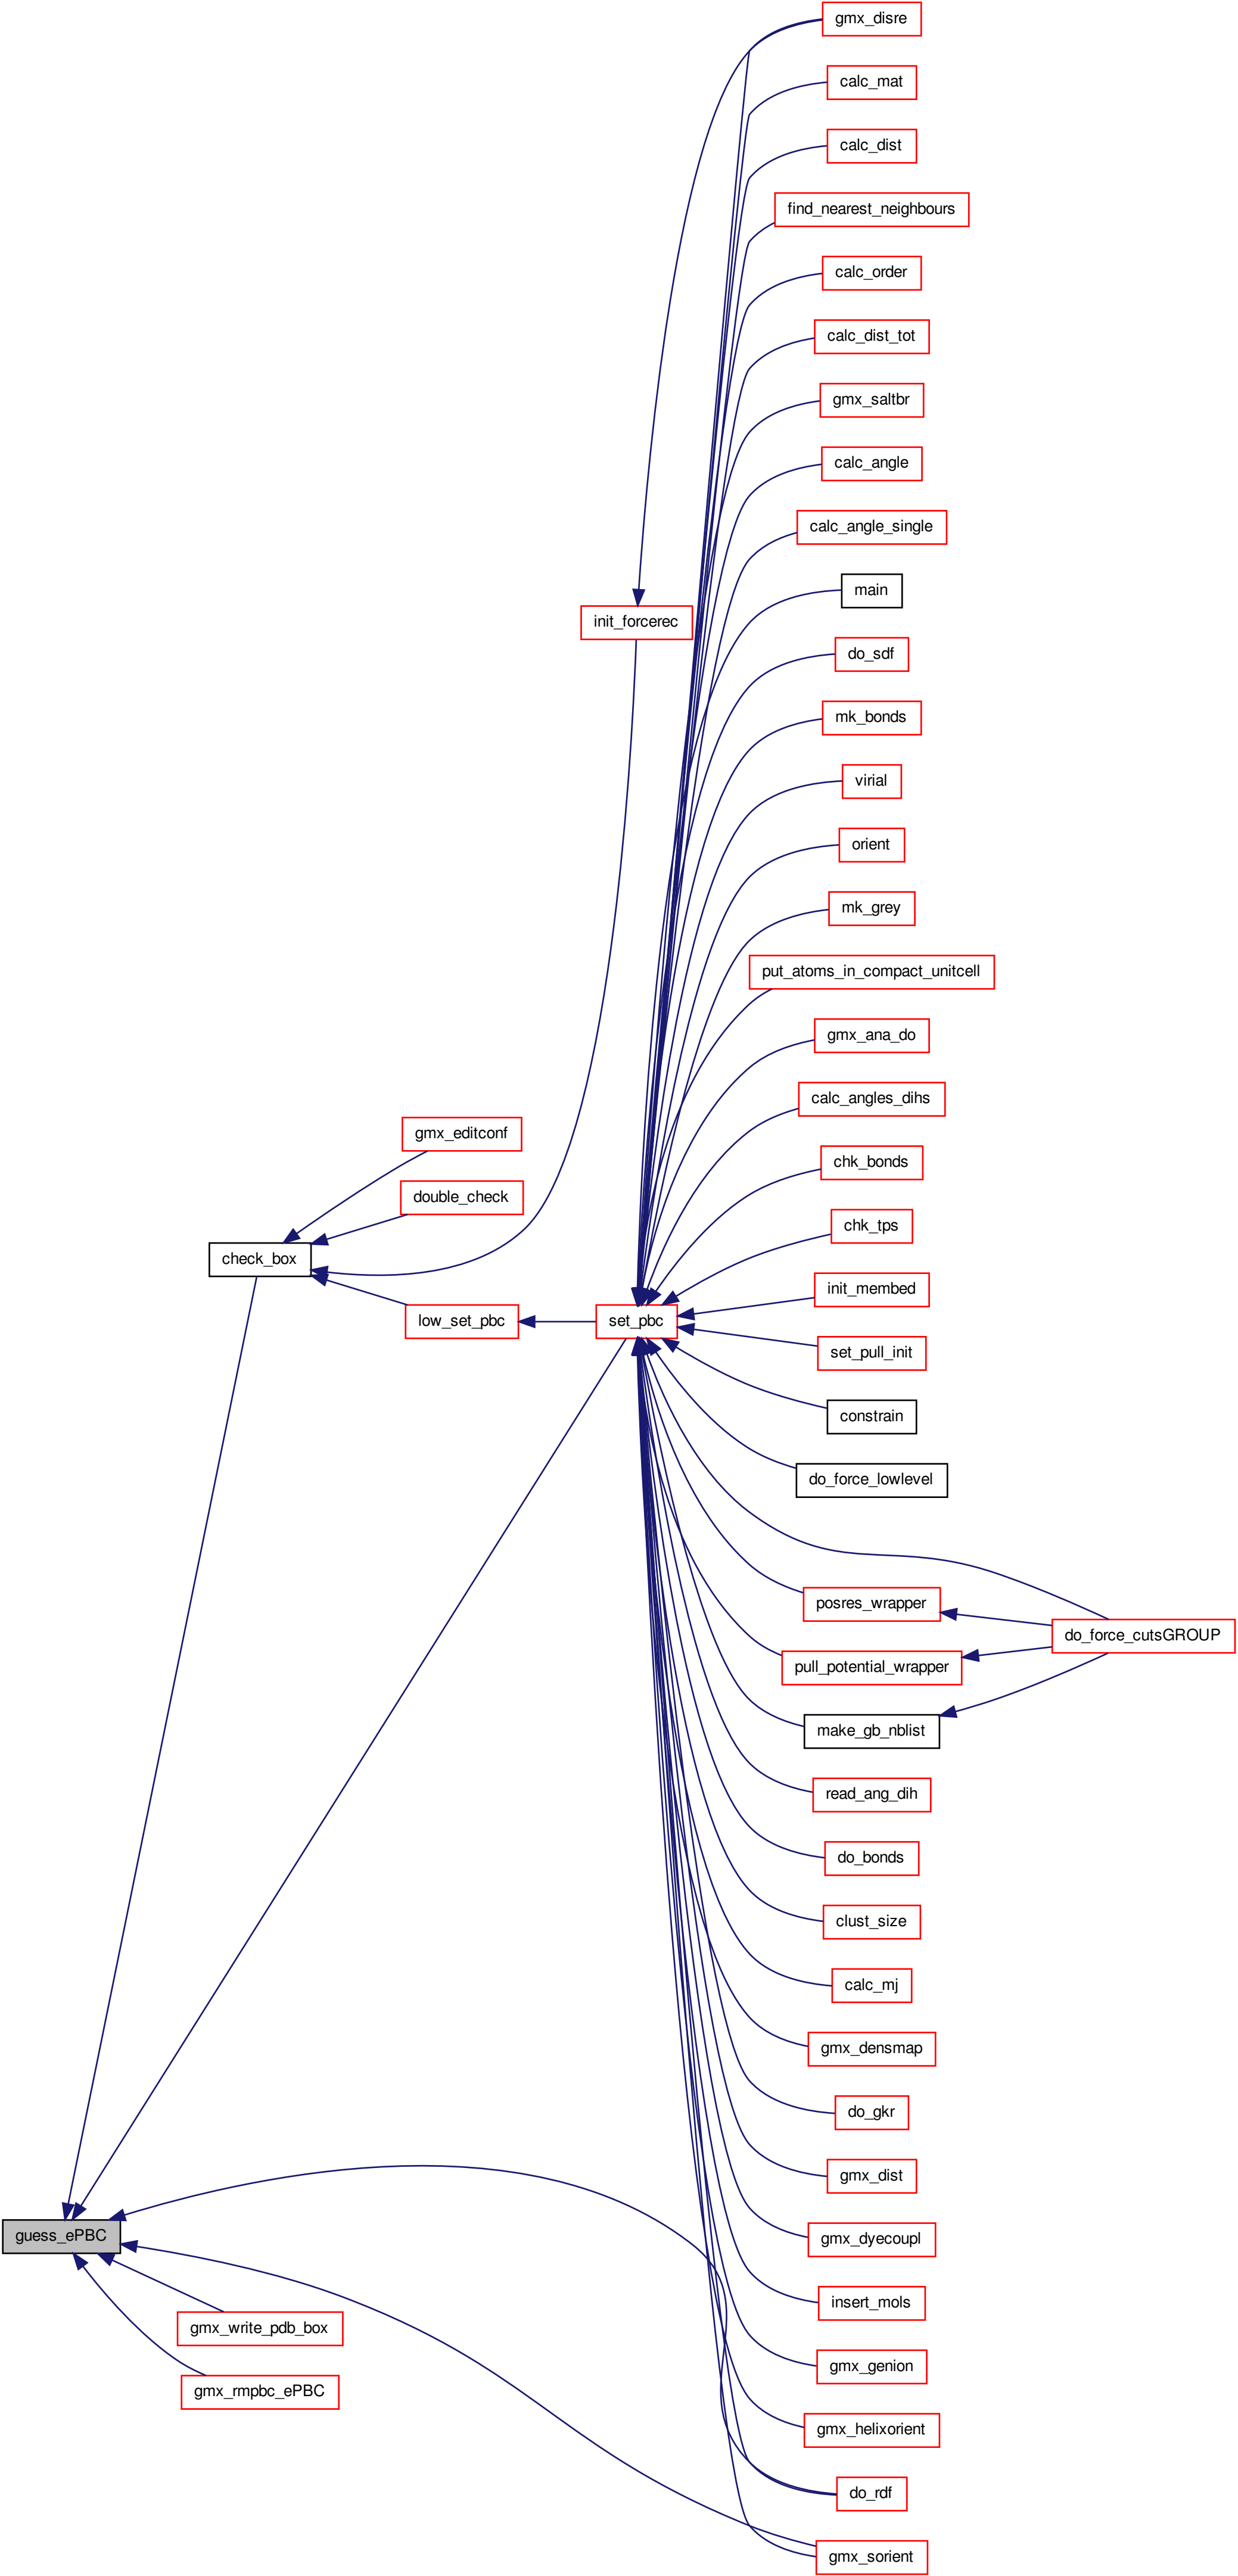 gmx_disre
calc_mat
calc_dist
find_nearest_neighbours
calc_order
calc_dist_tot
gmx_saltbr
calc_angle
calc_angle_single
main
init_forcerec
do_sdf
mk_bonds
virial
orient
mk_grey
put_atoms_in_compact_unitcell
gmx_ana_do
calc_angles_dihs
gmx_editconf
chk_bonds
double_check
chk_tps
check_box
init_membed
low_set_pbc
set_pbc
set_pull_init
constrain
do_force_lowlevel
posres_wrapper
do_force_cutsGROUP
pull_potential_wrapper
make_gb_nblist
read_ang_dih
do_bonds
clust_size
calc_mj
gmx_densmap
do_gkr
gmx_dist
guess_ePBC
gmx_dyecoupl
insert_mols
gmx_write_pdb_box
gmx_genion
gmx_rmpbc_ePBC
gmx_helixorient
do_rdf
gmx_sorient